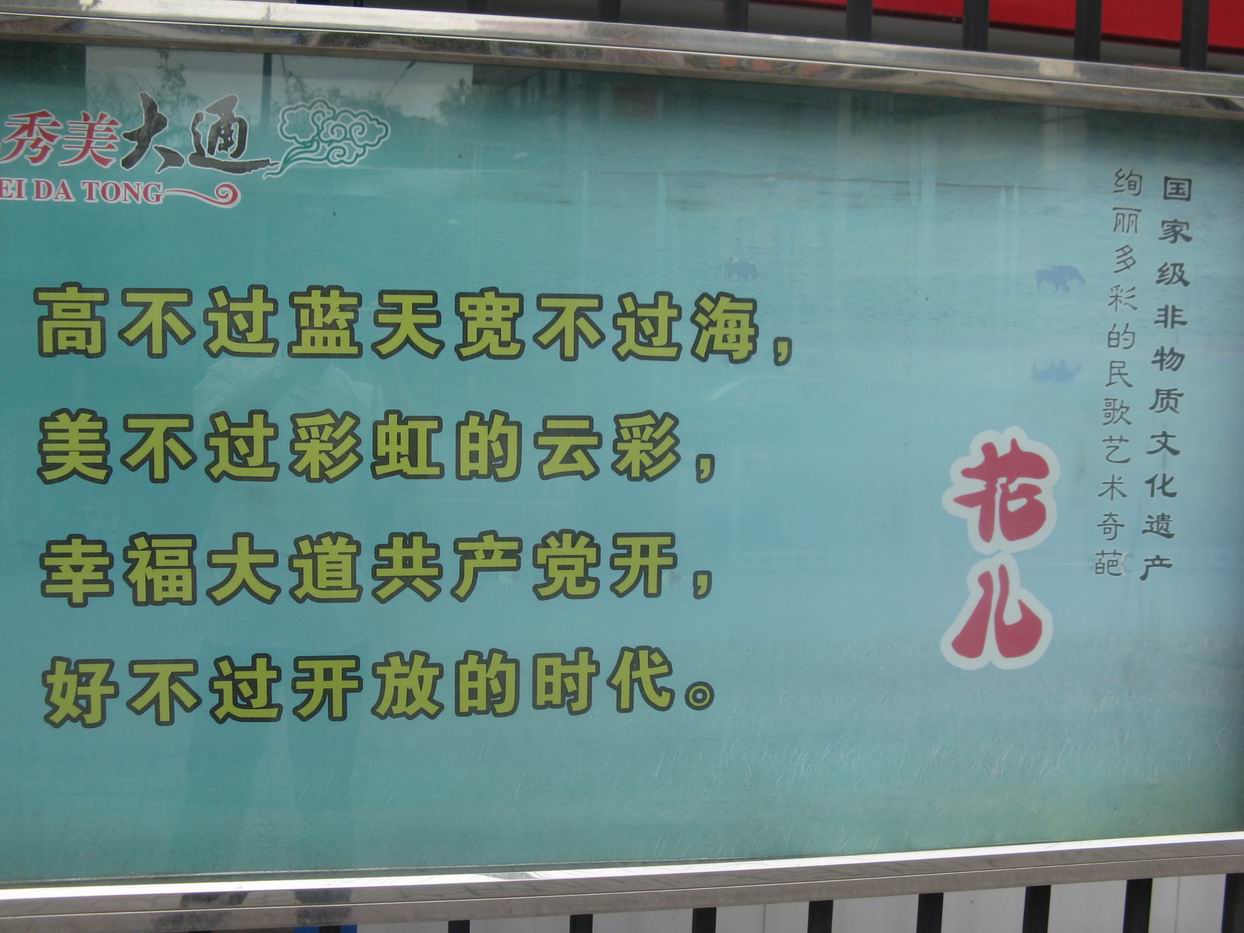 秀美大通
EI DA TONG
国家级非物质文化遗产
绚丽多彩的民歌艺术奇葩
花儿
高不过蓝天宽不过海，
美不过彩虹的云彩，
幸福大道共产党开，
好不过开放的时代。